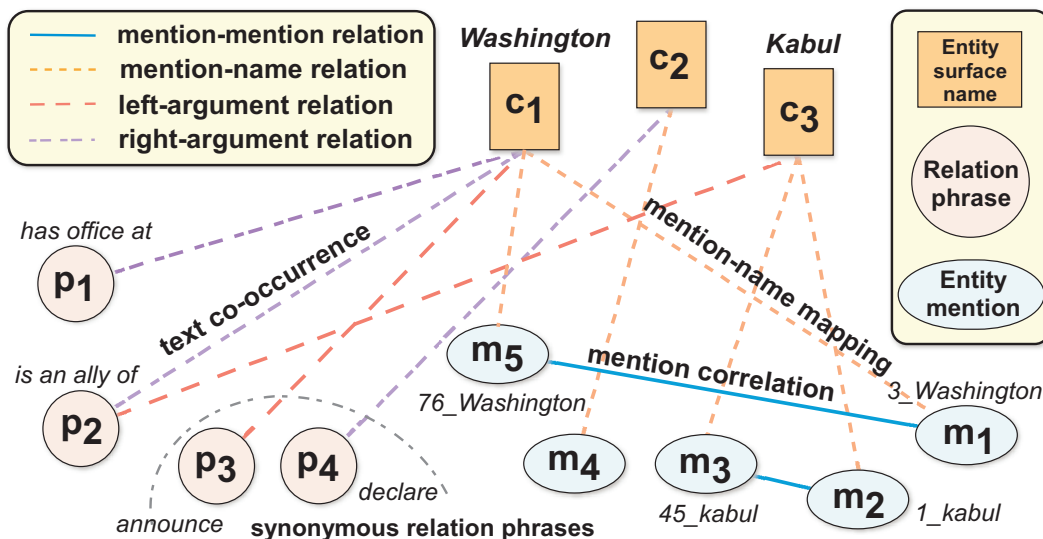 mention-mention relation
mention-name relation
left-argument relation
right-argument relation
Washington
Kabul
c1
c2
c3
Entity
surface
name
Relation
phrase
Entity
mention
has office at
p1
text co-occurrence
mention-name mapping
is an ally of
p2
m5
mention correlation
76_Washington
3_Washington
m1
p3
p4
m4
m3
m2
announce
declare
synonymous relation phrases
45_kabul
1_kabul